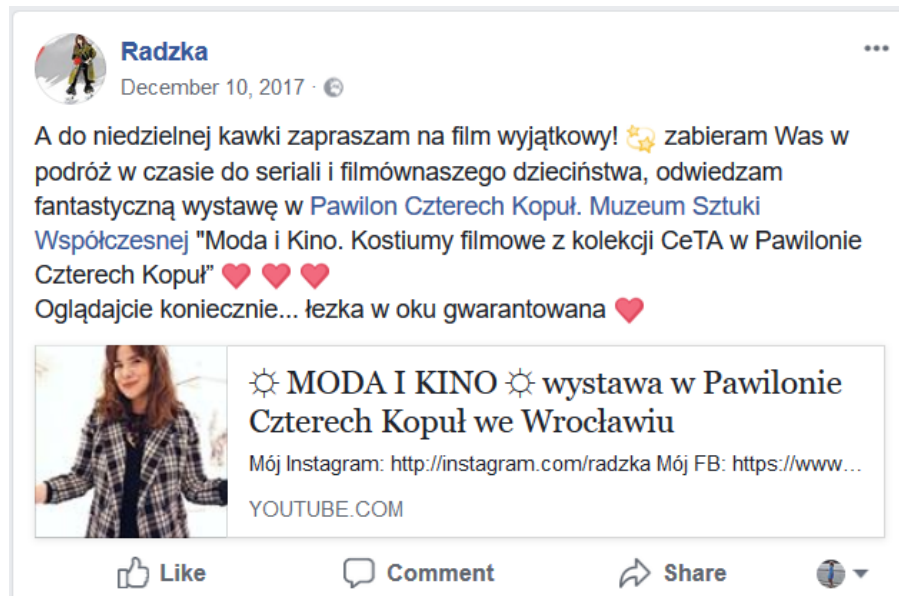 Radzka
December 10, 2017 ·
A do niedzielnej kawki zapraszam na film wyjątkowy! 💫 zabieram Was w
podróż w czasie do seriali i filmównaszego dzieciństwa, odwiedzam
fantastyczną wystawę w Pawilon Czterech Kopuł. Muzeum Sztuki
Współczesnej "Moda i Kino. Kostiumy filmowe z kolekcji CeTA w Pawilonie
Czterech Kopuł” ❤ ❤ ❤
Oglądajcie koniecznie... łezka w oku gwarantowana ❤
☼ MODA I KINO ☼ wystawa w Pawilonie
Czterech Kopuł we Wrocławiu
Mój Instagram: http://instagram.com/radzka Mój FB: https://www...
YOUTUBE.COM
Like Comment Share